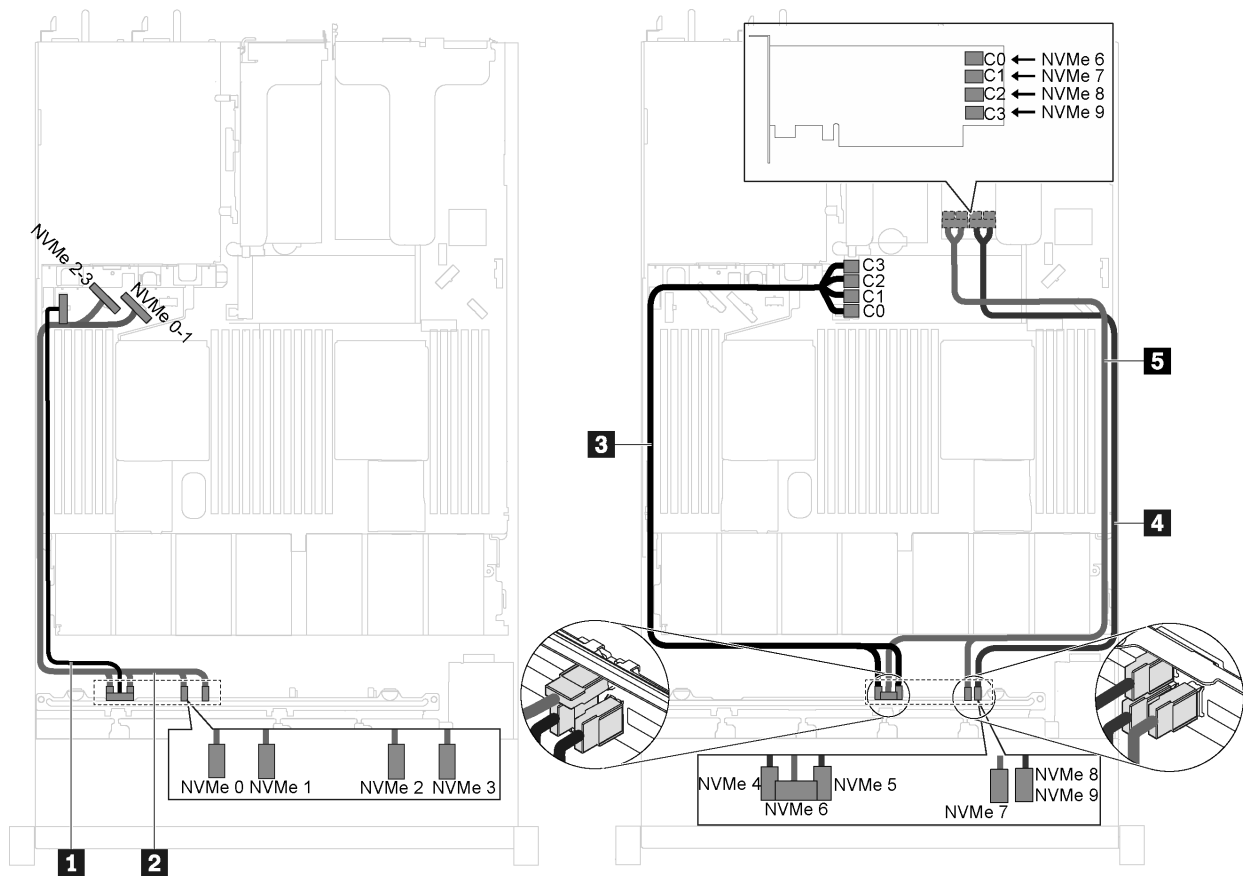 C0 ← NVMe 6
C1 ← NVMe 7
C2 ← NVMe 8
C3 ← NVMe 9
NVMe 2-3
NVMe 0-1
C3
C2
C1
C0
5
3
4
NVMe 0 NVMe 1 NVMe 2 NVMe 3
NVMe 4
NVMe 5
NVMe 6
NVMe 7
NVMe 8
NVMe 9
1
2